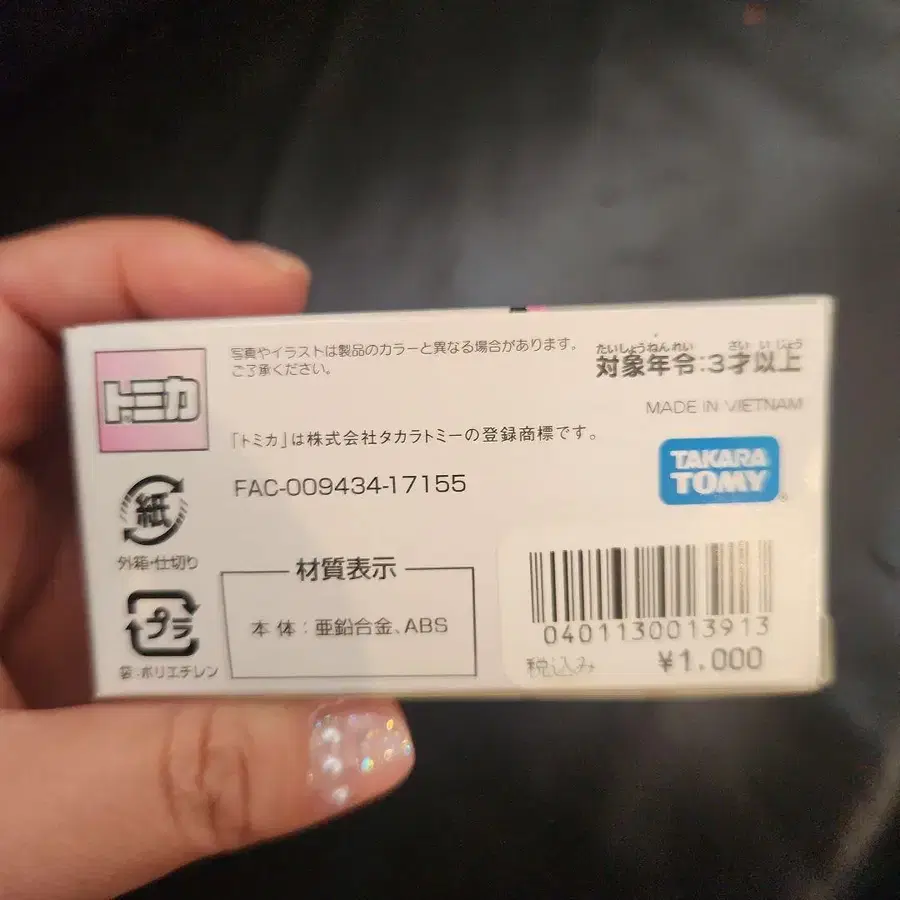 トミカ
写真やイラストは製品のカラーと異なる場合があります。
ご了承ください。
たいしょうねんれい さい いじょう
対象年令:3才以上
MADE IN VIETNAM
「トミカ」は株式会社タカラトミーの登録商標です。
TAKARA
TOMY
FAC-009434-17155
紙
外箱・仕切り
プラ
袋:ポリエチレン
材質表示
本体:亜鉛合金、ABS
0401130013913
税込み ¥1.000